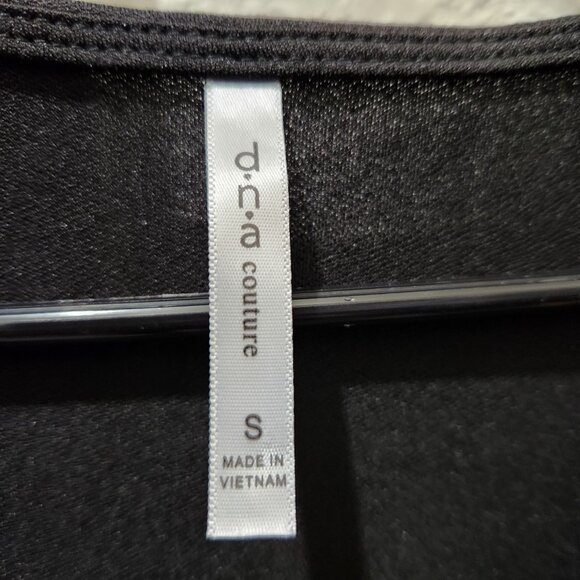 d.n.a couture
S
MADE IN
VIETNAM